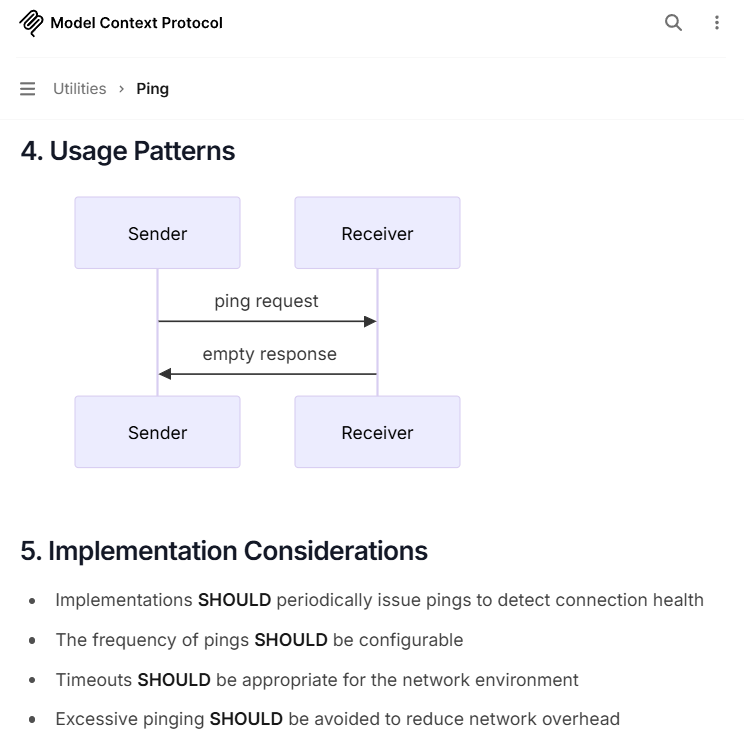 Model Context Protocol
Utilities > Ping
4. Usage Patterns
Sender Receiver
ping request
empty response
Sender Receiver
5. Implementation Considerations
• Implementations SHOULD periodically issue pings to detect connection health
• The frequency of pings SHOULD be configurable
• Timeouts SHOULD be appropriate for the network environment
• Excessive pinging SHOULD be avoided to reduce network overhead